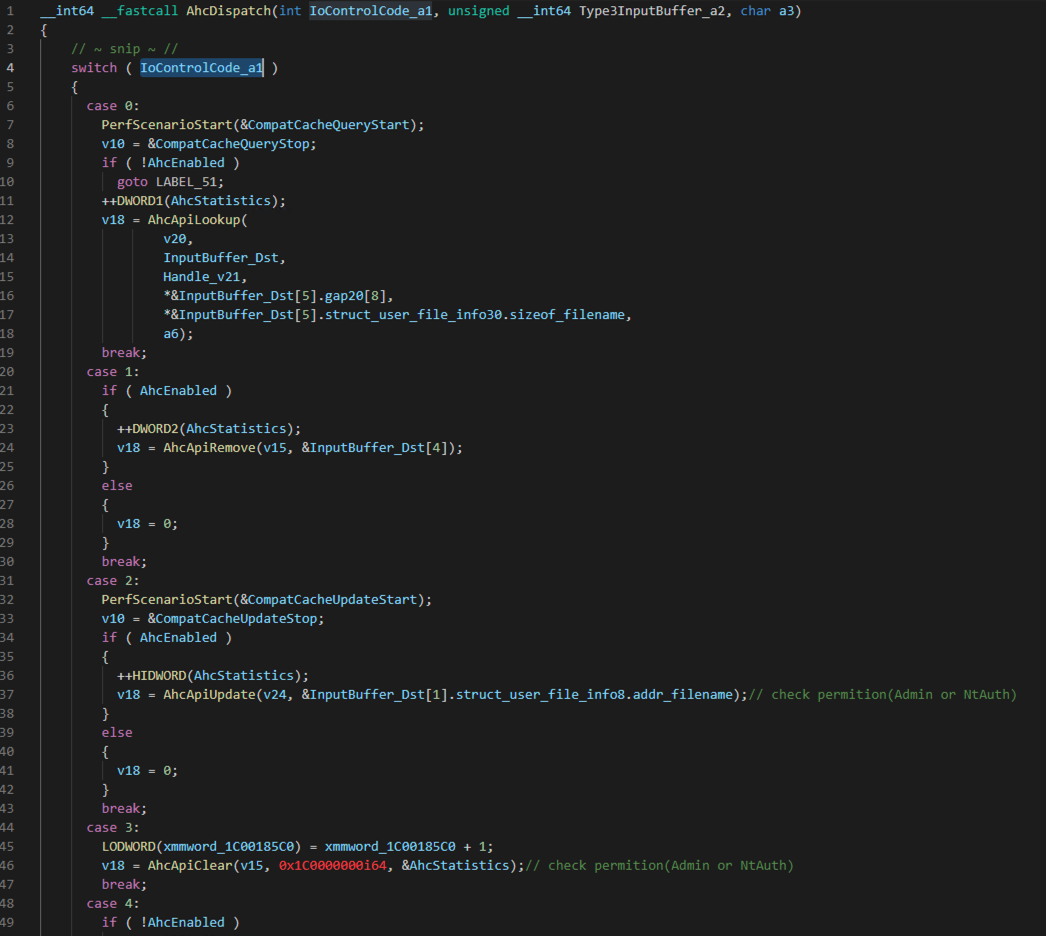 1 __int64 __fastcall AhcDispatch(int IoControlCode_a1, unsigned __int64 Type3InputBuffer_a2, char a3)
2 {
3 // ~ snip ~ //
4 switch ( IoControlCode_a1 )
5 {
6 case 0:
7 PerfScenarioStart(&CompatCacheQueryStart);
8 v10 = &CompatCacheQueryStop;
9 if ( !AhcEnabled )
10 goto LABEL_51;
11 ++DWORD1(AhcStatistics);
12 v18 = AhcApiLookup(
13 v20,
14 InputBuffer_Dst,
15 Handle_v21,
16 *&InputBuffer_Dst[5].gap20[8],
17 *&InputBuffer_Dst[5].struct_user_file_info30.sizeof_filename,
18 a6);
19 break;
20 case 1:
21 if ( AhcEnabled )
22 {
23 ++DWORD2(AhcStatistics);
24 v18 = AhcApiRemove(v15, &InputBuffer_Dst[4]);
25 }
26 else
27 {
28 v18 = 0;
29 }
30 break;
31 case 2:
32 PerfScenarioStart(&CompatCacheUpdateStart);
33 v10 = &CompatCacheUpdateStop;
34 if ( AhcEnabled )
35 {
36 ++HIDWORD(AhcStatistics);
37 v18 = AhcApiUpdate(v24, &InputBuffer_Dst[1].struct_user_file_info8.addr_filename);// check permition(Admin or NtAuth)
38 }
39 else
40 {
41 v18 = 0;
42 }
43 break;
44 case 3:
45 LODWORD(xmmword_1C00185C0) = xmmword_1C00185C0 + 1;
46 v18 = AhcApiClear(v15, 0x1C0000000i64, &AhcStatistics);// check permition(Admin or NtAuth)
47 break;
48 case 4:
49 if ( !AhcEnabled )